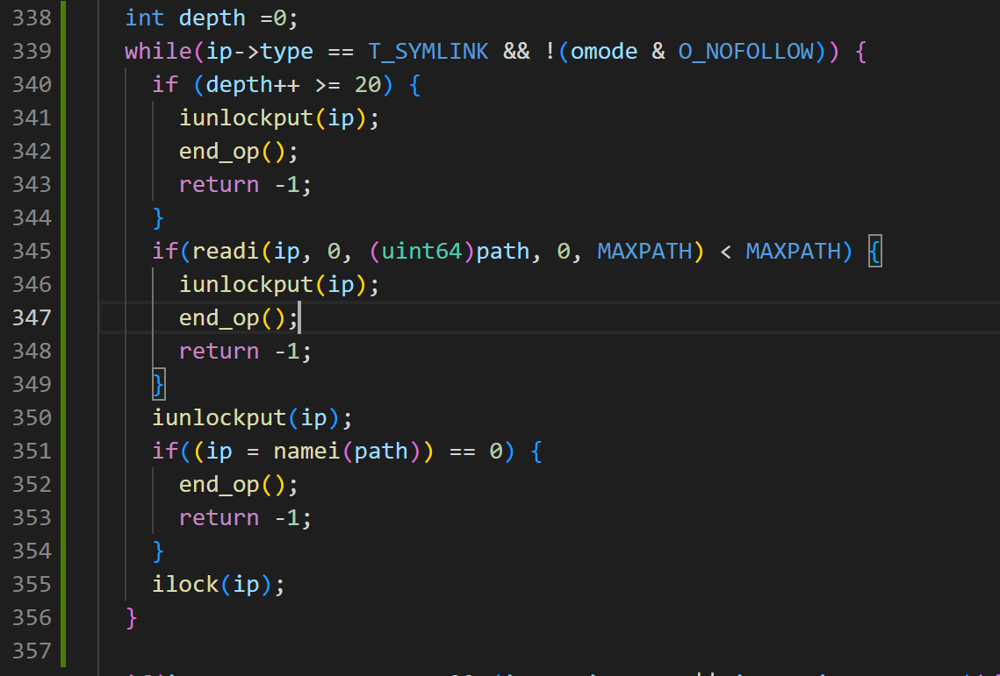 338 int depth =0;
339 while(ip->type == T_SYMLINK && !(omode & O_NOFOLLOW)) {
340 if (depth++ >= 20) {
341 iunlockput(ip);
342 end_op();
343 return -1;
344 }
345 if(readi(ip, 0, (uint64)path, 0, MAXPATH) < MAXPATH) {
346 iunlockput(ip);
347 end_op();
348 return -1;
349 }
350 iunlockput(ip);
351 if((ip = namei(path)) == 0) {
352 end_op();
353 return -1;
354 }
355 ilock(ip);
356 }
357